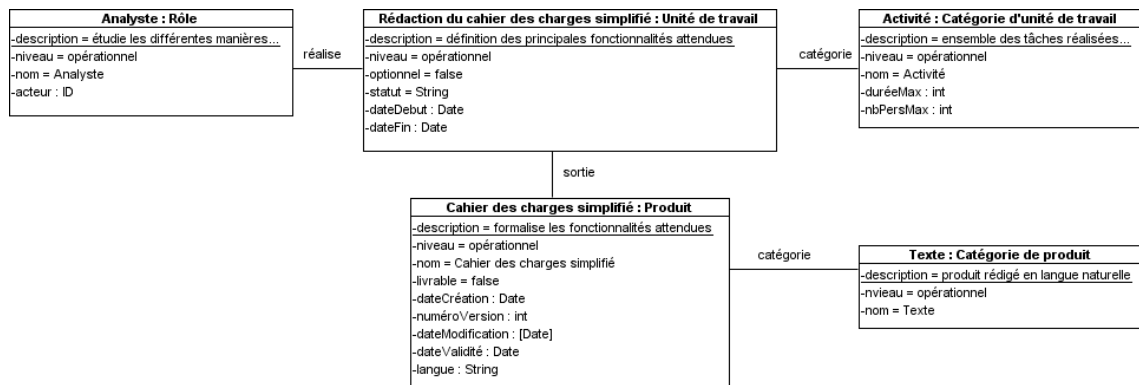 Analyste : Rôle
-description = étudie les différentes manières...
-niveau = opérationnel
-nom = Analyste
-acteur : ID
réalise
Rédaction du cahier des charges simplifié : Unité de travail
-description = définition des principales fonctionnalités attendues
-niveau = opérationnel
-optionnel = false
-statut = String
-dateDebut : Date
-dateFin : Date
catégorie
Activité : Catégorie d'unité de travail
-description = ensemble des tâches réalisées...
-niveau = opérationnel
-nom = Activité
-duréeMax : int
-nbPersMax : int
sortie
Cahier des charges simplifié : Produit
-description = formalise les fonctionnalités attendues
-niveau = opérationnel
-nom = Cahier des charges simplifié
-livrable = false
-dateCréation : Date
-numéroVersion : int
-dateModification : [Date]
-dateValidité : Date
-langue : String
catégorie
Texte : Catégorie de produit
-description = produit rédigé en langue naturelle
-nvieau = opérationnel
-nom = Texte